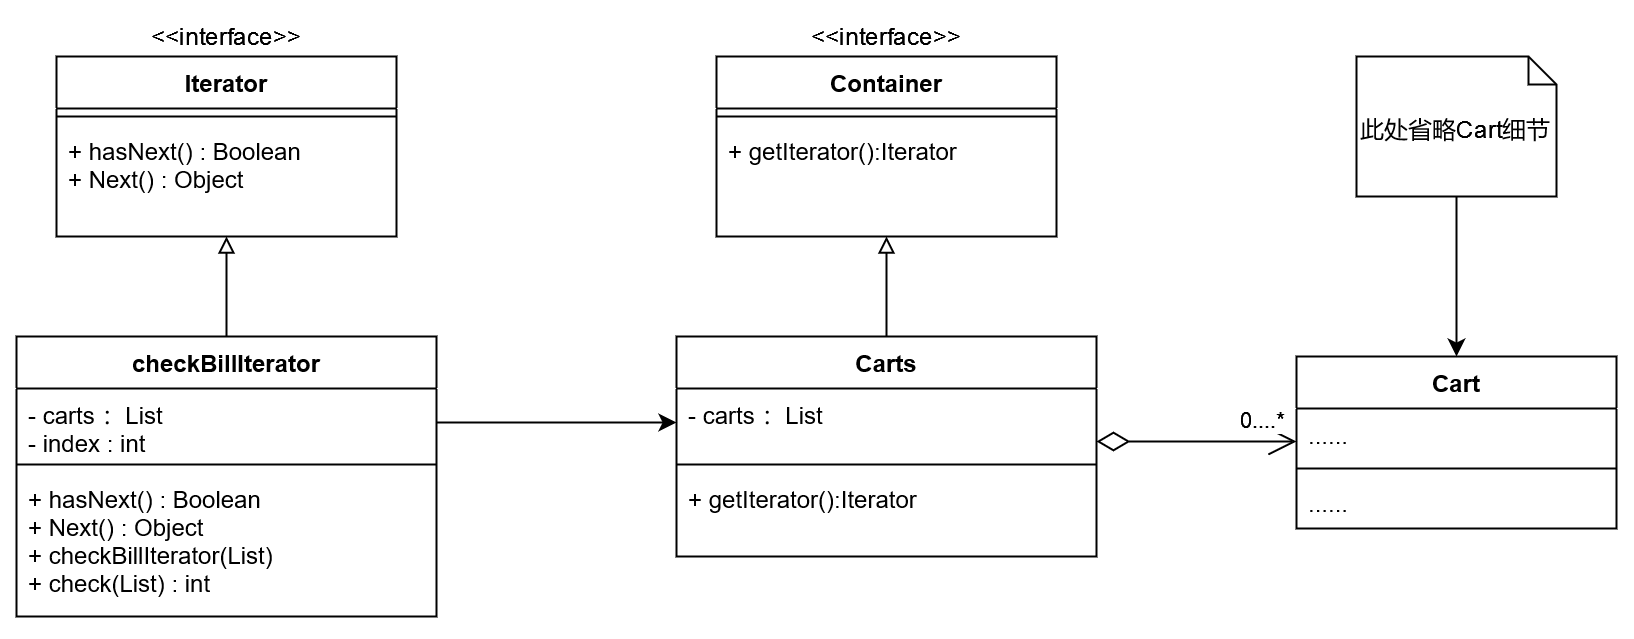 <<interface>>
Iterator
+ hasNext() : Boolean
+ Next() : Object
<<interface>>
Container
+ getIterator():Iterator
此处省略Cart细节
checkBillIterator
- carts： List
- index : int
+ hasNext() : Boolean
+ Next() : Object
+ checkBillIterator(List)
+ check(List) : int
Carts
- carts： List
+ getIterator():Iterator
0....*
Cart
......
......